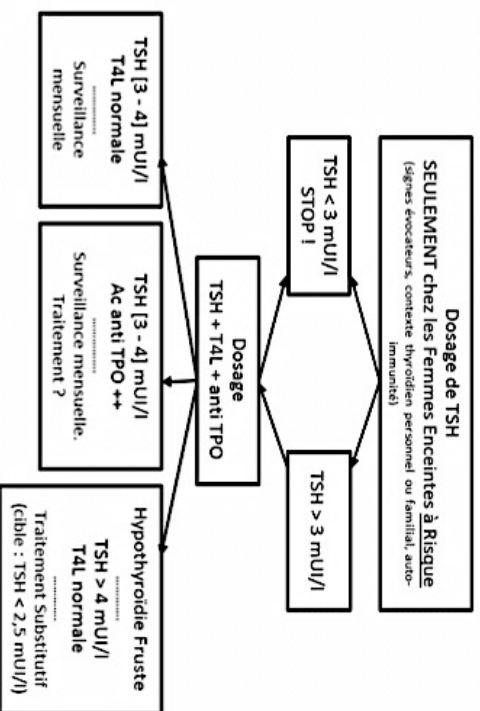 Dosage de TSH
SEULEMENT chez les Femmes Enceintes à Risque
(signes évocateurs, contexte thyroïdien personnel ou familial, auto-
immunité)
TSH < 3 mUI/l
STOP !
TSH > 3 mUI/l
Dosage
TSH + T4L + anti TPO
TSH [3 - 4] mUI/l
T4L normale
..............
Surveillance
mensuelle
TSH [3 - 4] mUI/l
Ac anti TPO ++
..............
Surveillance mensuelle.
Traitement ?
Hypothyroïdie Fruste
..............
TSH > 4 mUI/l
T4L normale
..............
Traitement Substitutif
(cible : TSH < 2,5 mUI/l)